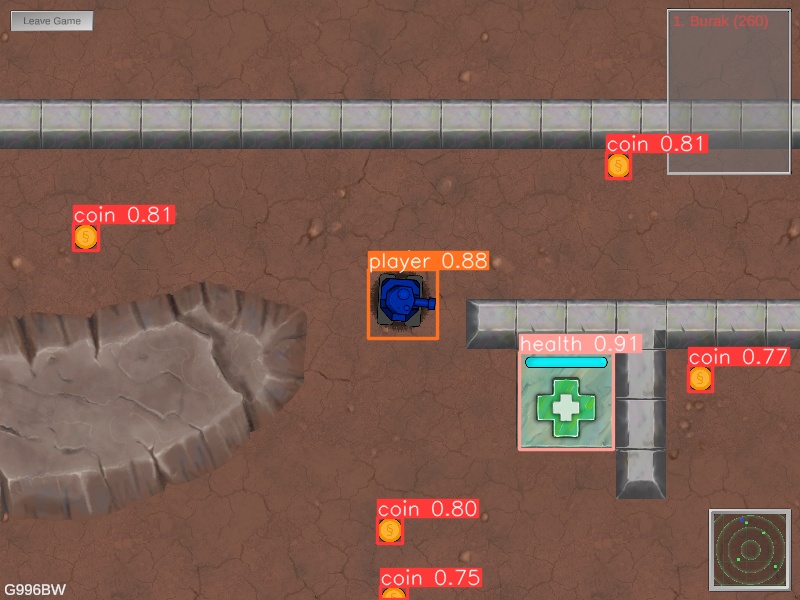 Leave Game
1. Burak (260)
coin 0.81
coin 0.81
player 0.88
health 0.91
coin 0.77
coin 0.80
coin 0.75
G996BW